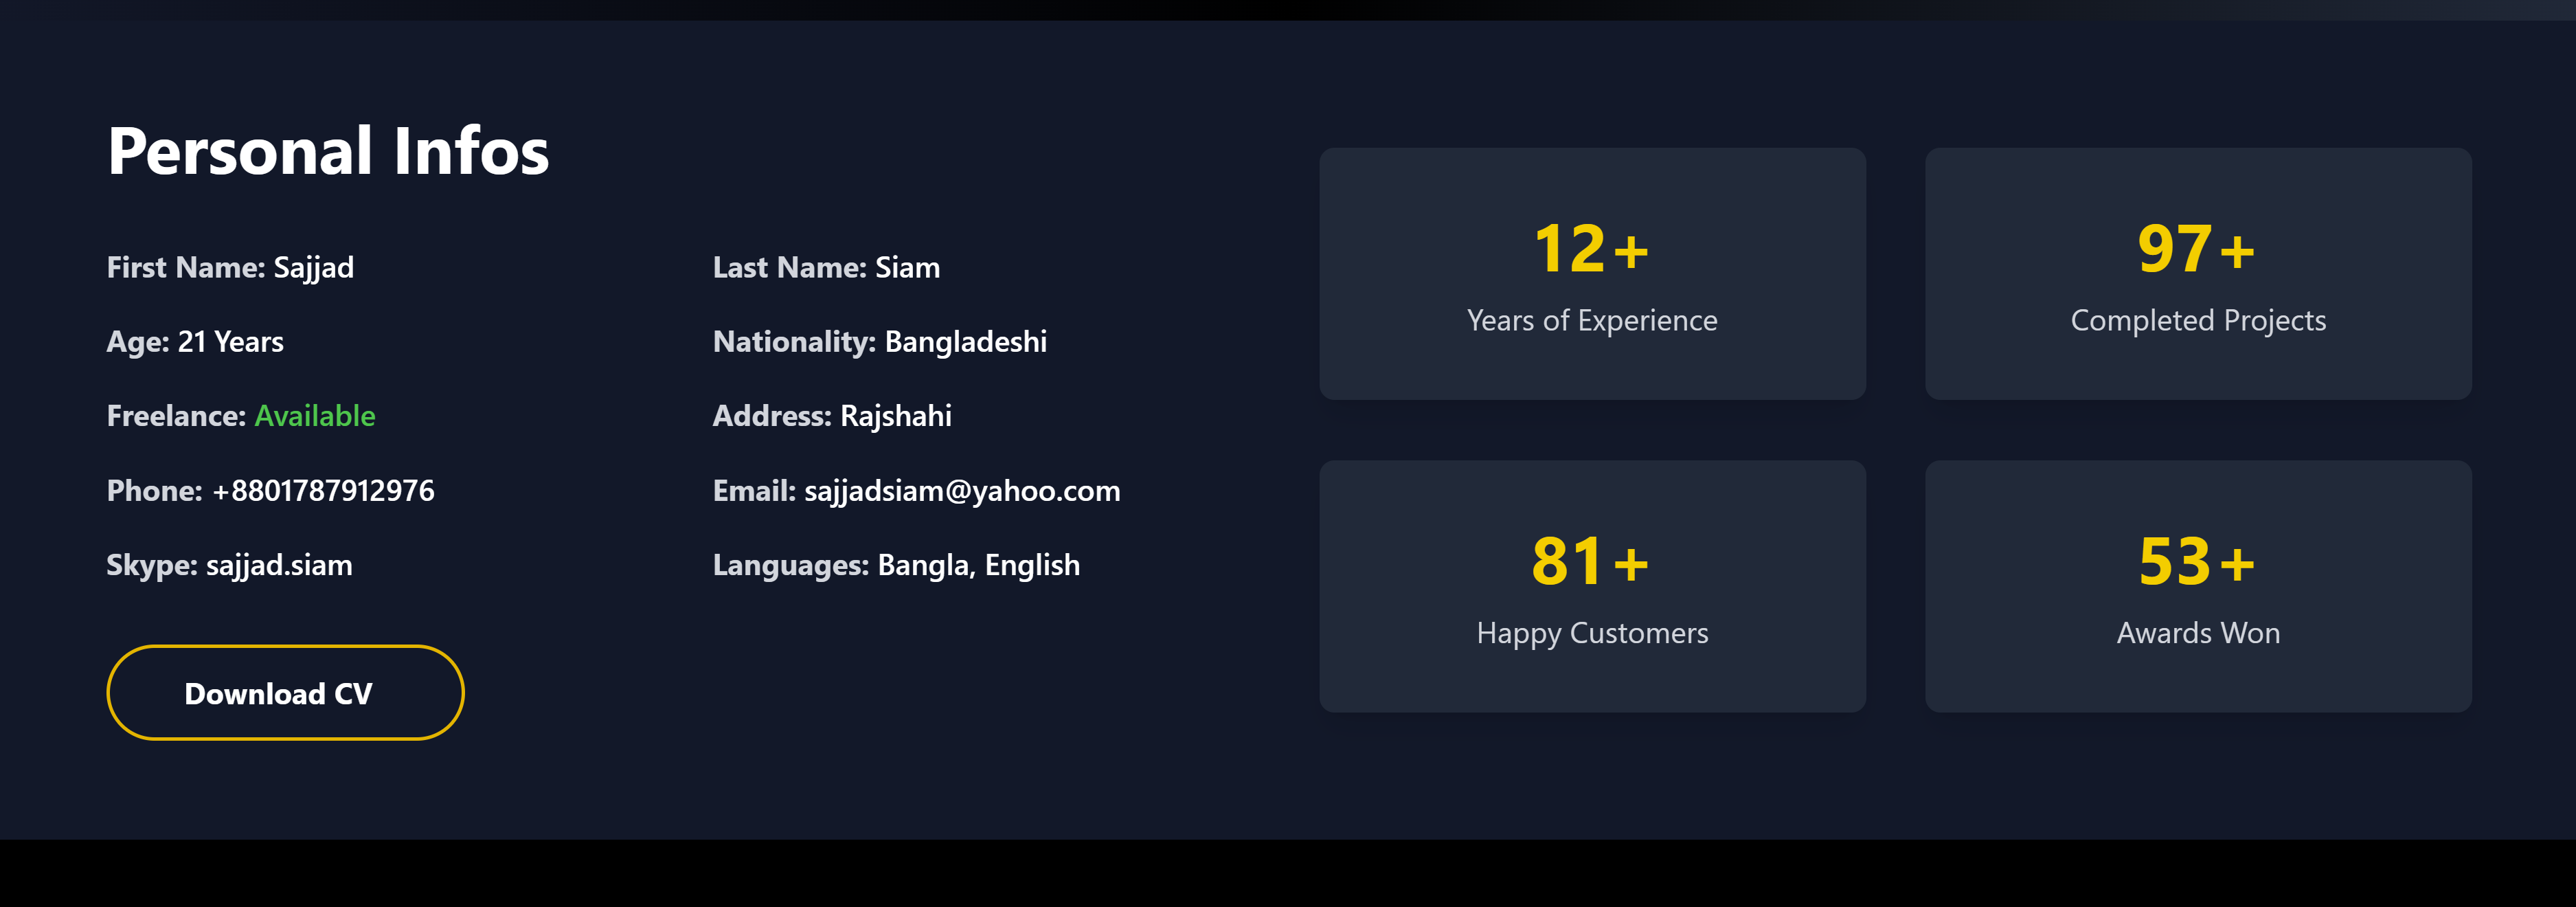 Personal Infos
First Name: Sajjad
Last Name: Siam
Age: 21 Years
Nationality: Bangladeshi
Freelance: Available
Address: Rajshahi
Phone: +8801787912976
Email: sajjadsiam@yahoo.com
Skype: sajjad.siam
Languages: Bangla, English
Download CV
12+
Years of Experience
97+
Completed Projects
81+
Happy Customers
53+
Awards Won